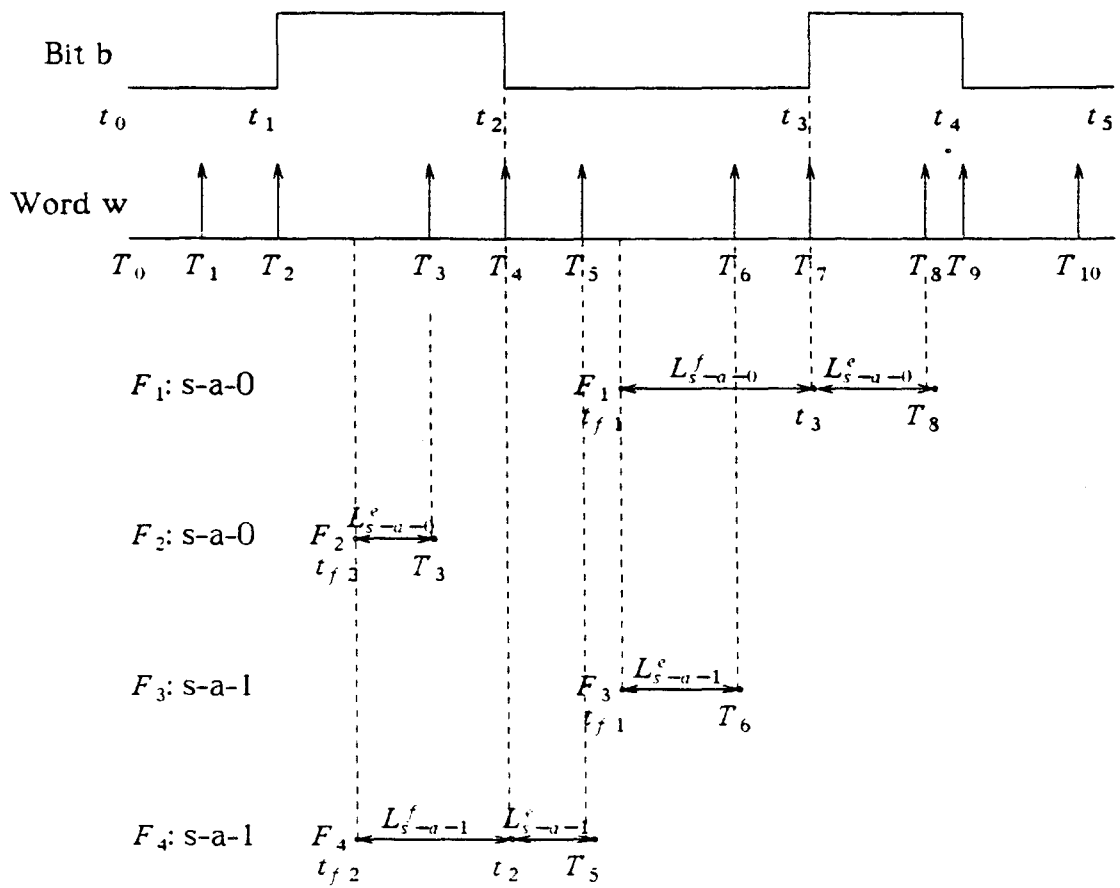 Bit b
t0 t1 t2 t3 t4 t5
Word w
T0 T1 T2 T3 T4 T5 T6 T7 T8 T9 T10
F1: s-a-0 F1 L^f_s-a-0 L^e_s-a-0
tf1 t3 T8
F2: s-a-0 F2 L^e_s-a-0
T3
F3: s-a-1 F3 L^e_s-a-1
tf1 T6
F4: s-a-1 F4 L^f_s-a-1 L^e_s-a-1
tf2 t2 T5